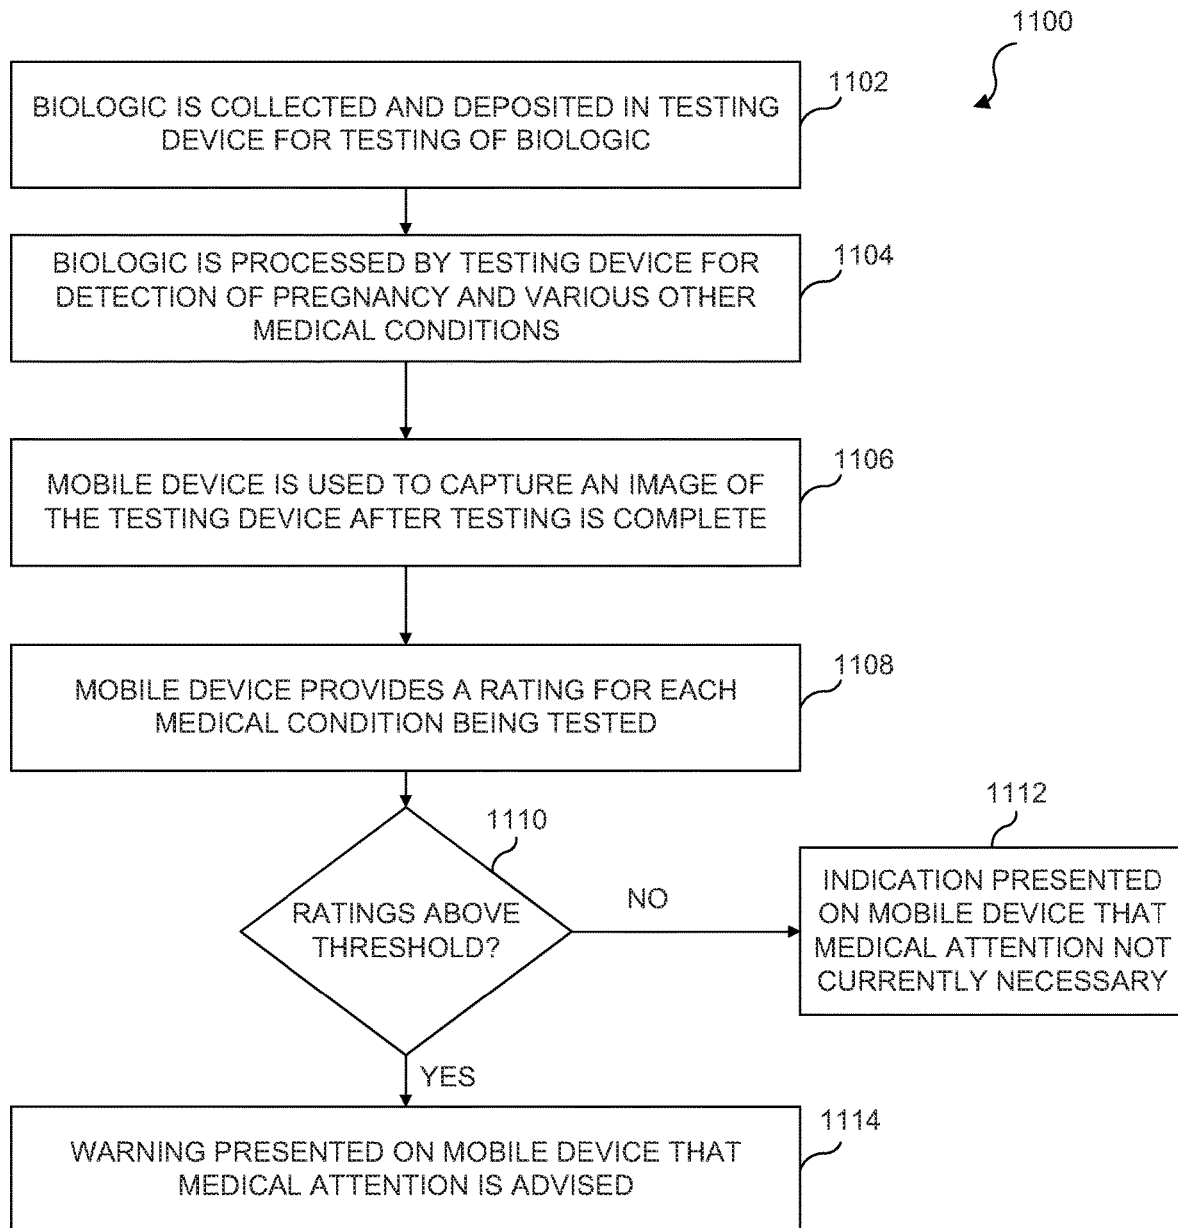 1100
1102
BIOLOGIC IS COLLECTED AND DEPOSITED IN TESTING
DEVICE FOR TESTING OF BIOLOGIC
1104
BIOLOGIC IS PROCESSED BY TESTING DEVICE FOR
DETECTION OF PREGNANCY AND VARIOUS OTHER
MEDICAL CONDITIONS
1106
MOBILE DEVICE IS USED TO CAPTURE AN IMAGE OF
THE TESTING DEVICE AFTER TESTING IS COMPLETE
1108
MOBILE DEVICE PROVIDES A RATING FOR EACH
MEDICAL CONDITION BEING TESTED
1110
RATINGS ABOVE
THRESHOLD?
NO
1112
INDICATION PRESENTED
ON MOBILE DEVICE THAT
MEDICAL ATTENTION NOT
CURRENTLY NECESSARY
YES
1114
WARNING PRESENTED ON MOBILE DEVICE THAT
MEDICAL ATTENTION IS ADVISED